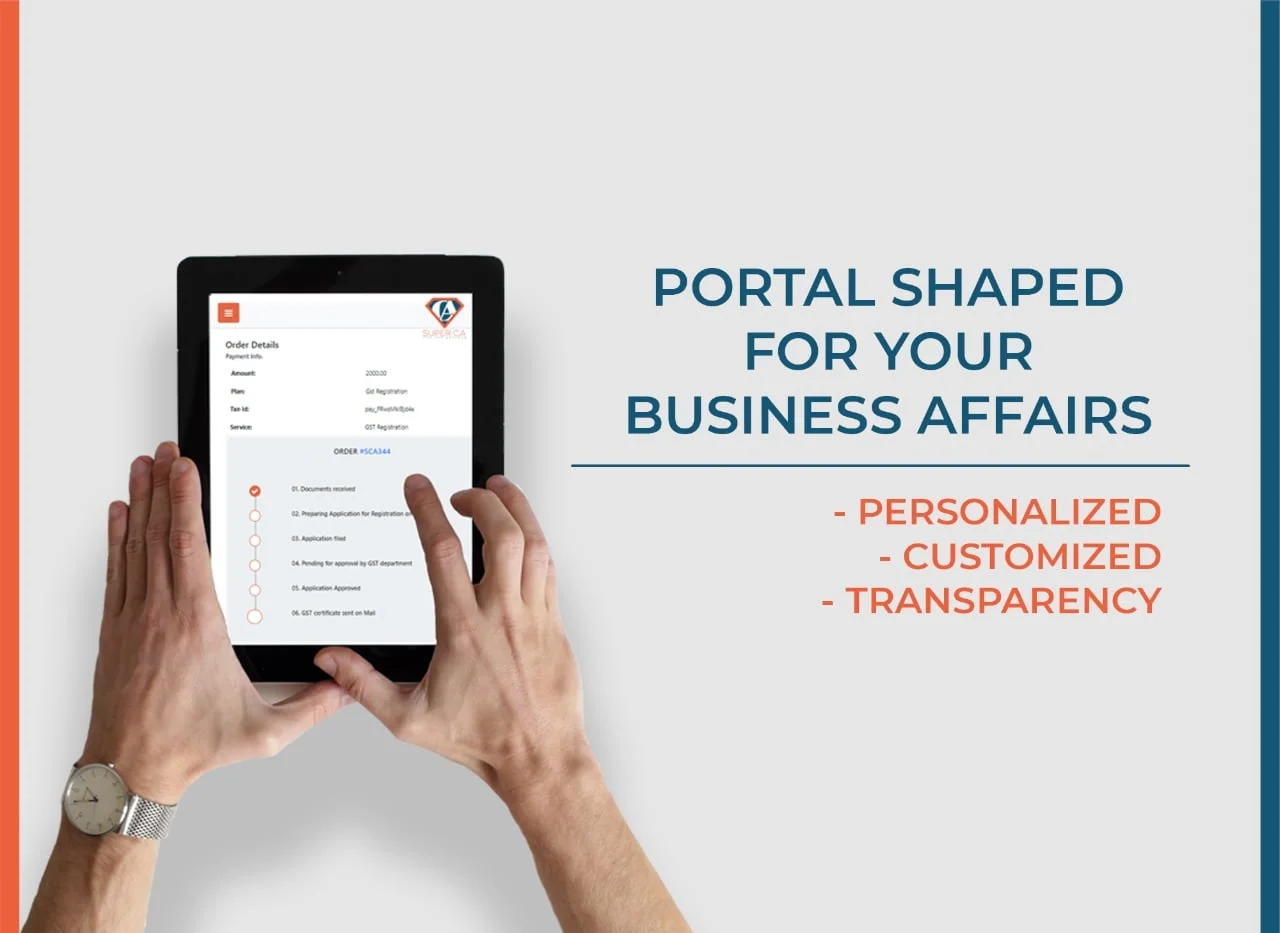 SUPER CA
Order Details
Payment Info.
Amount: 2000.00
Plan: Gst Registration
Txn Id:
Service: GST Registration
ORDER #SCA344
01. Documents received
02. Preparing Application for Registration
03. Application filed
04. Pending for approval by GST department
05. Application Approved
06. GST certificate sent on Mail
PORTAL SHAPED
FOR YOUR
BUSINESS AFFAIRS
- PERSONALIZED
- CUSTOMIZED
- TRANSPARENCY